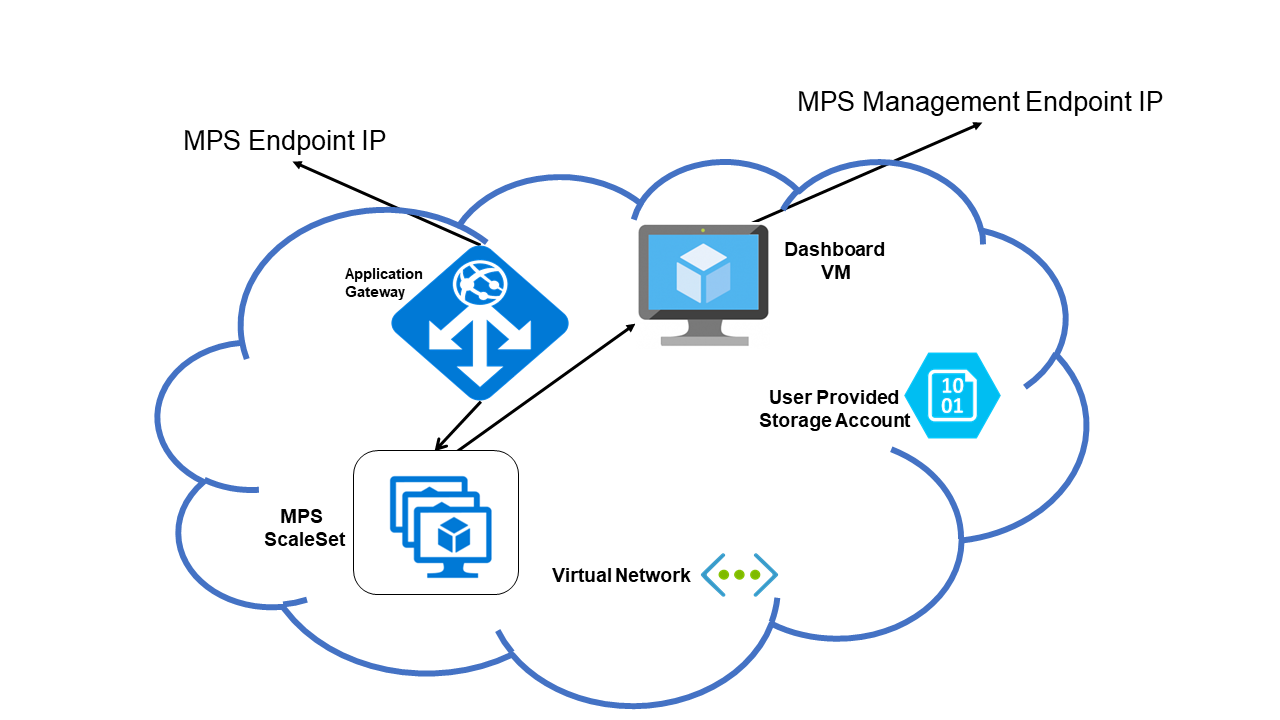 MPS Management Endpoint IP
MPS Endpoint IP
Dashboard
VM
Application
Gateway
User Provided
Storage Account
10
01
MPS
ScaleSet
Virtual Network